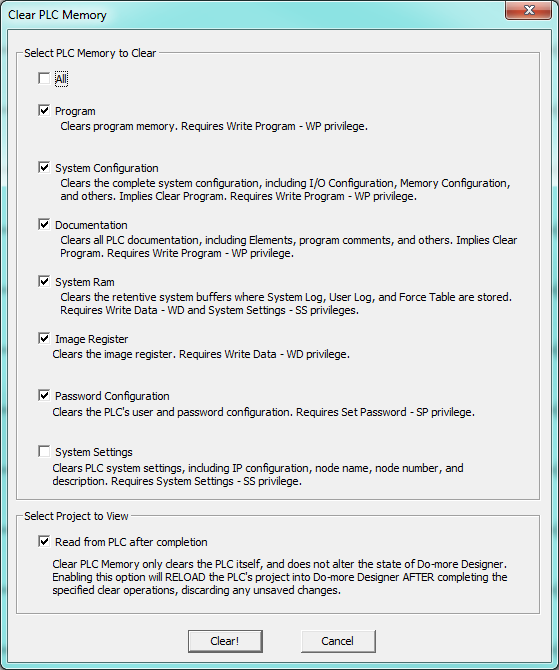 Clear PLC Memory
Select PLC Memory to Clear
All
Program
Clears program memory. Requires Write Program - WP privilege.
System Configuration
Clears the complete system configuration, including I/O Configuration, Memory Configuration,
and others. Implies Clear Program. Requires Write Program - WP privilege.
Documentation
Clears all PLC documentation, including Elements, program comments, and others. Implies Clear
Program. Requires Write Program - WP privilege.
System Ram
Clears the retentive system buffers where System Log, User Log, and Force Table are stored.
Requires Write Data - WD and System Settings - SS privileges.
Image Register
Clears the image register. Requires Write Data - WD privilege.
Password Configuration
Clears the PLC's user and password configuration. Requires Set Password - SP privilege.
System Settings
Clears PLC system settings, including IP configuration, node name, node number, and
description. Requires System Settings - SS privilege.
Select Project to View
Read from PLC after completion
Clear PLC Memory only clears the PLC itself, and does not alter the state of Do-more Designer.
Enabling this option will RELOAD the PLC's project into Do-more Designer AFTER completing the
specified clear operations, discarding any unsaved changes.
Clear!
Cancel